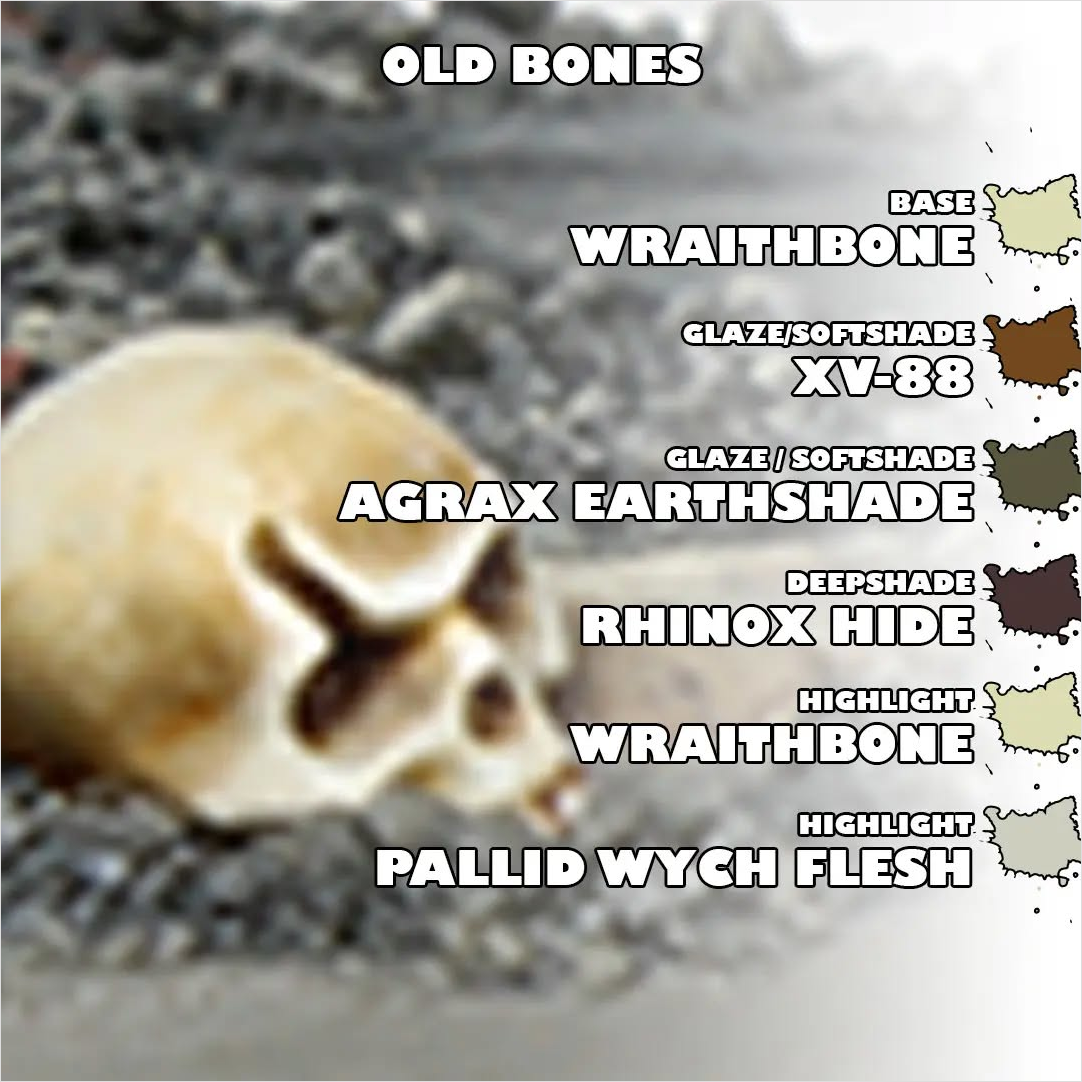 OLD BONES
BASE
WRAITHBONE
GLAZE/SOFTSHADE
XV-88
GLAZE / SOFTSHADE
AGRAX EARTHSHADE
DEEPSHADE
RHINOX HIDE
HIGHLIGHT
WRAITHBONE
HIGHLIGHT
PALLID WYCH FLESH